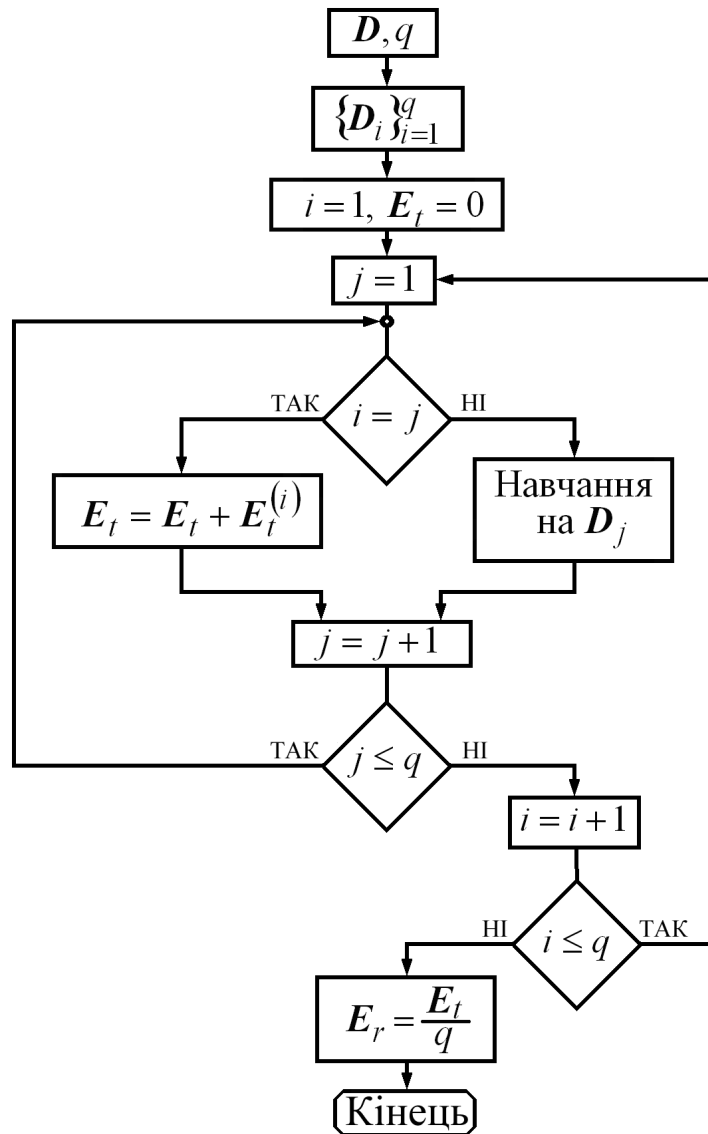 D, q
{D_i}_{i=1}^q
i = 1, E_t = 0
j = 1
ТАК
i = j
НІ
E_t = E_t + E_t^(i)
Навчання
на D_j
j = j + 1
ТАК
j ≤ q
НІ
i = i + 1
НІ
i ≤ q
ТАК
E_r = E_t / q
Кінець